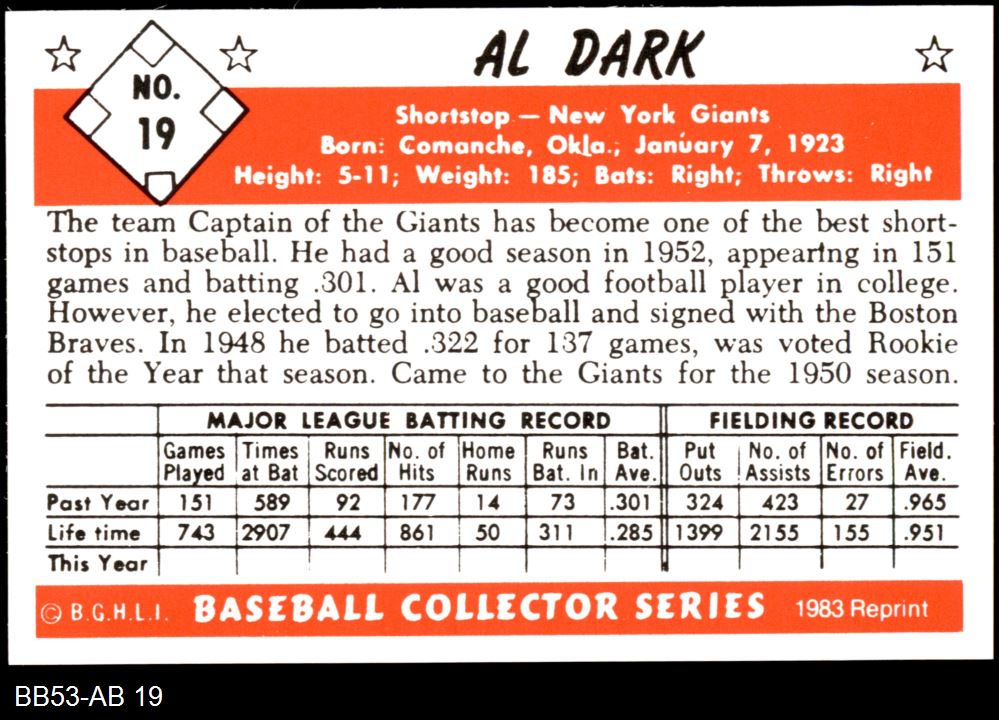 AL DARK
NO.
19
Shortstop — New York Giants
Born: Comanche, Okla.; January 7, 1923
Height: 5-11; Weight: 185; Bats: Right; Throws: Right
The team Captain of the Giants has become one of the best short-
stops in baseball. He had a good season in 1952, appearing in 151
games and batting .301. Al was a good football player in college.
However, he elected to go into baseball and signed with the Boston
Braves. In 1948 he batted .322 for 137 games, was voted Rookie
of the Year that season. Came to the Giants for the 1950 season.
MAJOR LEAGUE BATTING RECORD FIELDING RECORD
Games Times Runs No. of Home Runs Bat. Put No. of No. of Field.
Played at Bat Scored Hits Runs Bat. In Ave. Outs Assists Errors Ave.
Past Year 151 589 92 177 14 73 .301 324 423 27 .965
Life time 743 2907 444 861 50 311 .285 1399 2155 155 .951
This Year
© B.G.H.L.I. BASEBALL COLLECTOR SERIES 1983 Reprint
BB53-AB 19